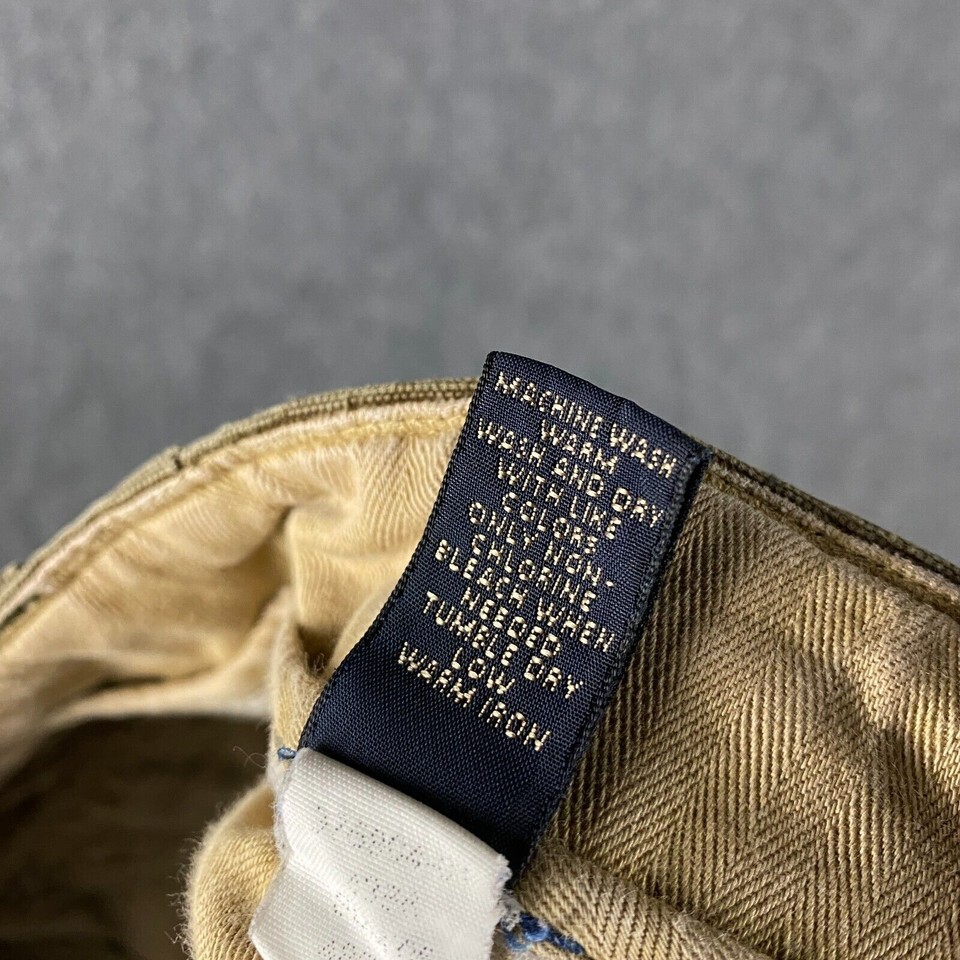 MACHINE WASH
WARM
WASH AND DRY
WITH LIKE
COLORS
ONLY NON-
CHLORINE
BLEACH WHEN
NEEDED
TUMBLE DRY
LOW
WARM IRON